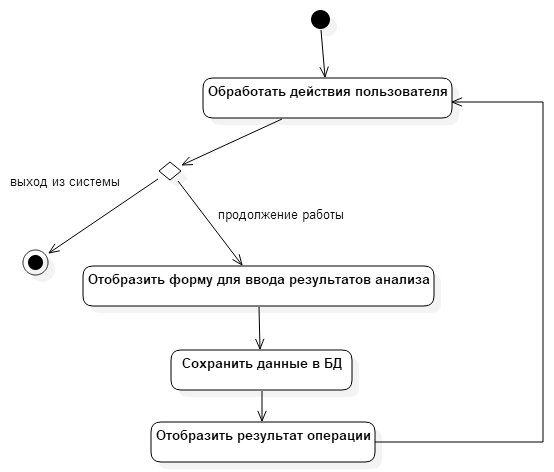 Обработать действия пользователя
выход из системы
продолжение работы
Отобразить форму для ввода результатов анализа
Сохранить данные в БД
Отобразить результат операции